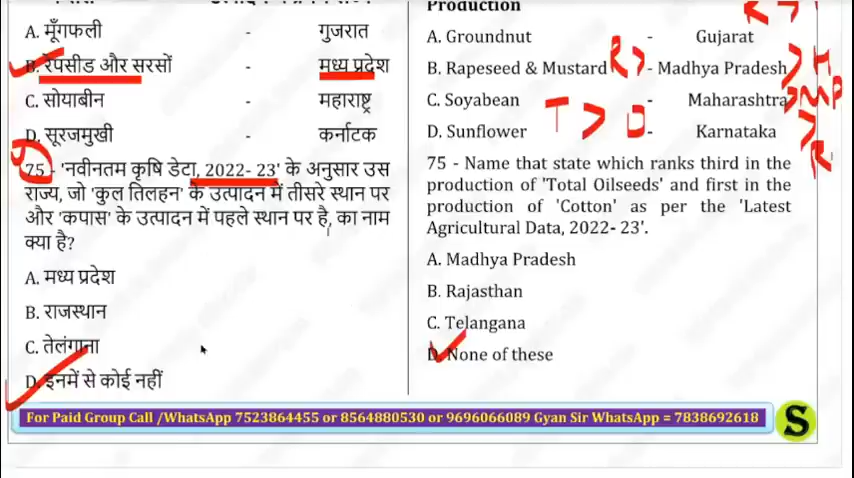 A. मूँगफली - गुजरात
B. रेपसीड और सरसों मध्य प्रदेश
C. सोयाबीन - महाराष्ट्र
D. सूरजमुखी - कर्नाटक
75 - 'नवीनतम कृषि डेटा, 2022- 23' के अनुसार उस
राज्य, जो 'कुल तिलहन' के उत्पादन में तीसरे स्थान पर
और 'कपास' के उत्पादन में पहले स्थान पर है, का नाम
क्या है?
A. मध्य प्रदेश
B. राजस्थान
C. तेलंगाना
D. इनमें से कोई नहीं
Production
A. Groundnut - Gujarat
B. Rapeseed & Mustard - Madhya Pradesh
C. Soyabean - Maharashtra
D. Sunflower - Karnataka
75 - Name that state which ranks third in the
production of 'Total Oilseeds' and first in the
production of 'Cotton' as per the 'Latest
Agricultural Data, 2022- 23'.
A. Madhya Pradesh
B. Rajasthan
C. Telangana
D. None of these
For Paid Group Call /WhatsApp 7523864455 or 8564880530 or 9696066089 Gyan Sir WhatsApp = 7838692618
S